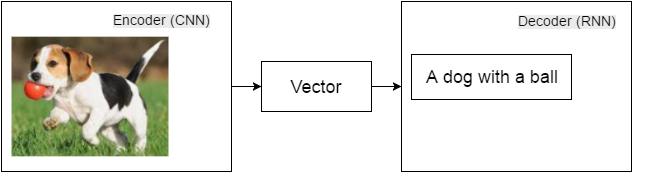 Encoder (CNN)
Vector
Decoder (RNN)
A dog with a ball